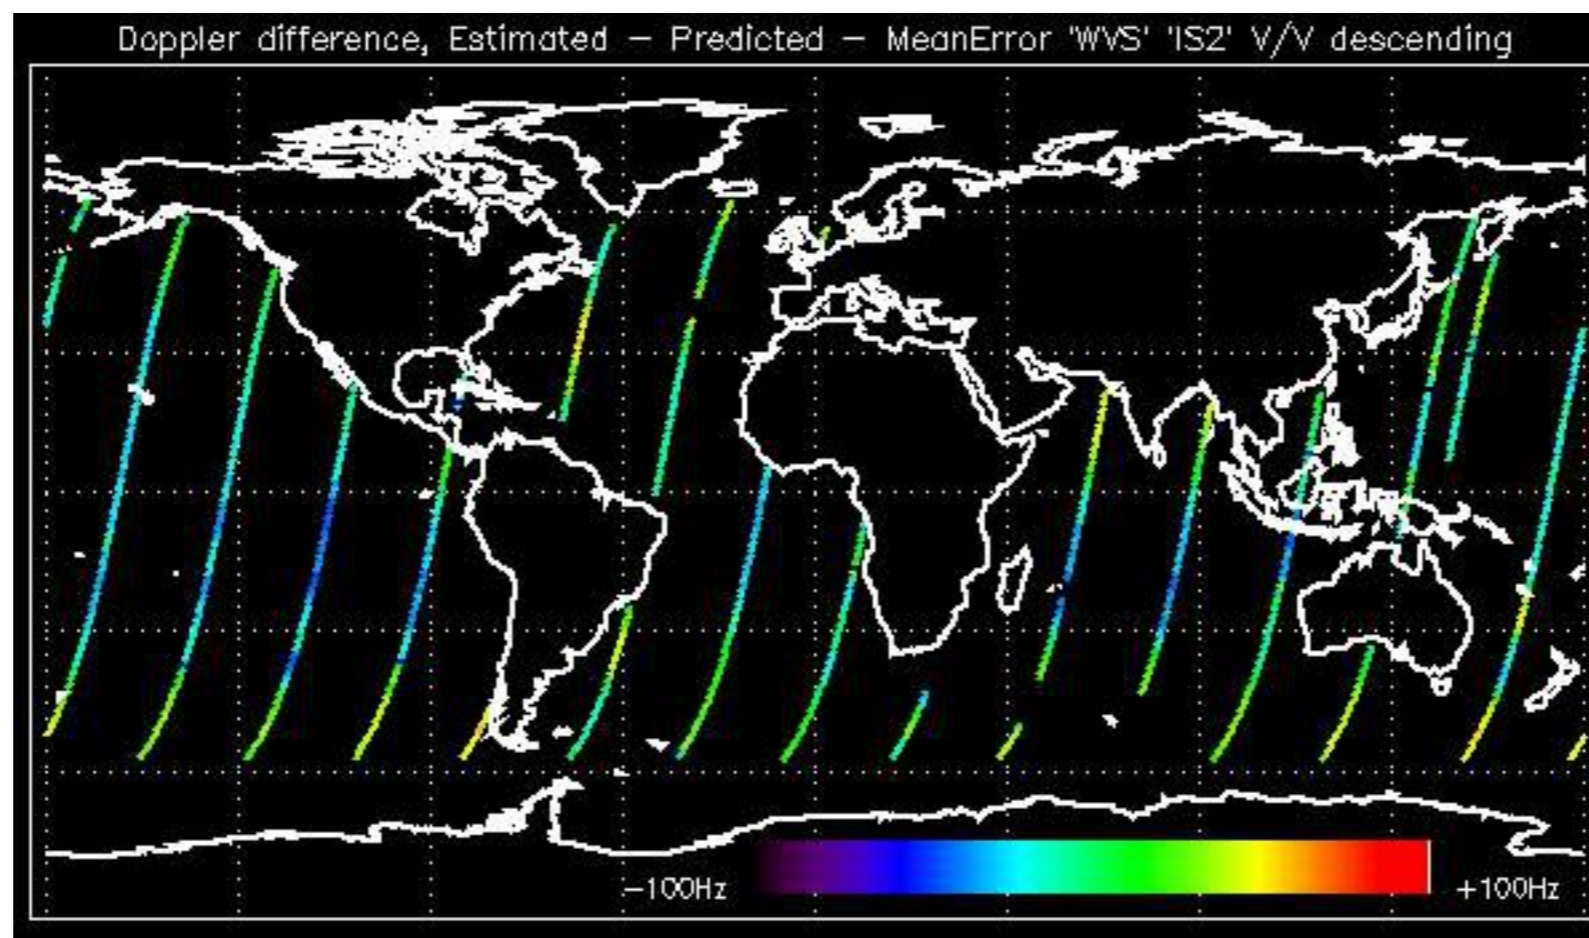 Doppler difference, Estimated – Predicted – MeanError 'WVS' 'IS2' V/V descending
–100Hz +100Hz